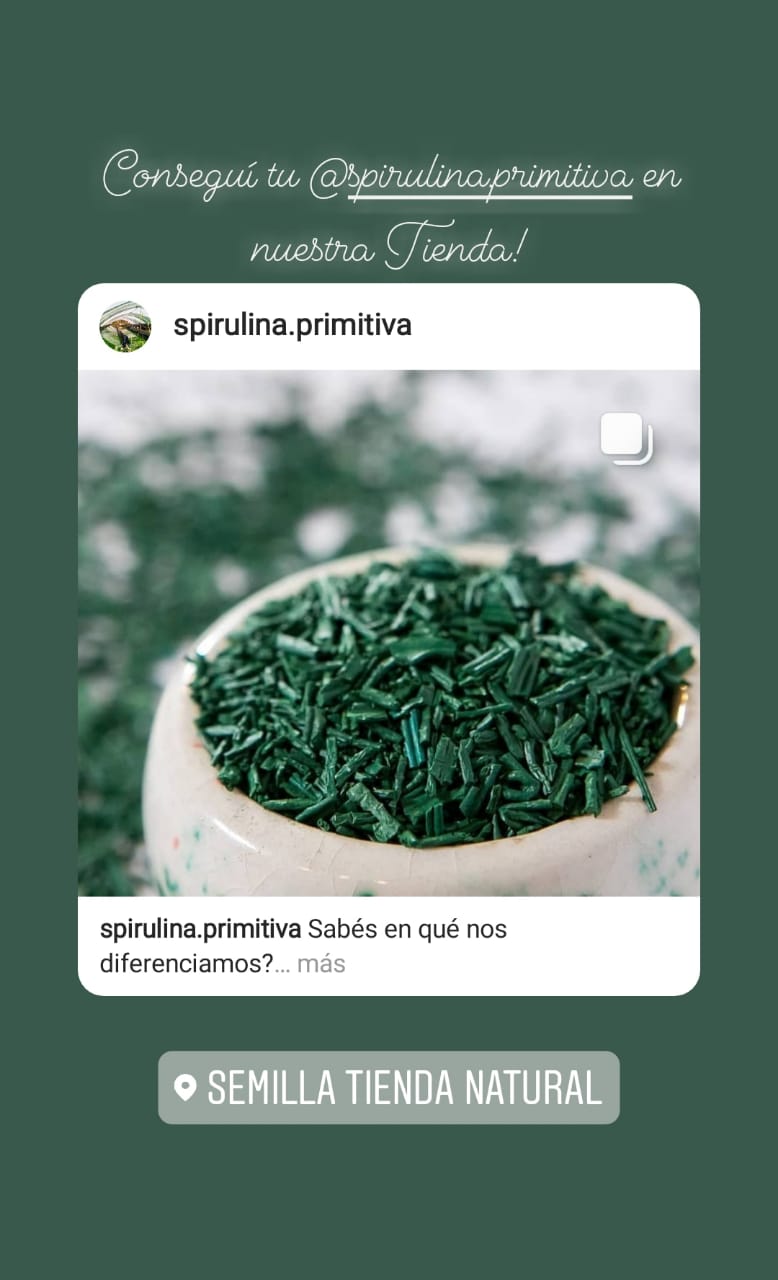 Conseguí tu @spirulina.primitiva en
nuestra Tienda!
spirulina.primitiva
spirulina.primitiva Sabés en qué nos
diferenciamos?... más
SEMILLA TIENDA NATURAL